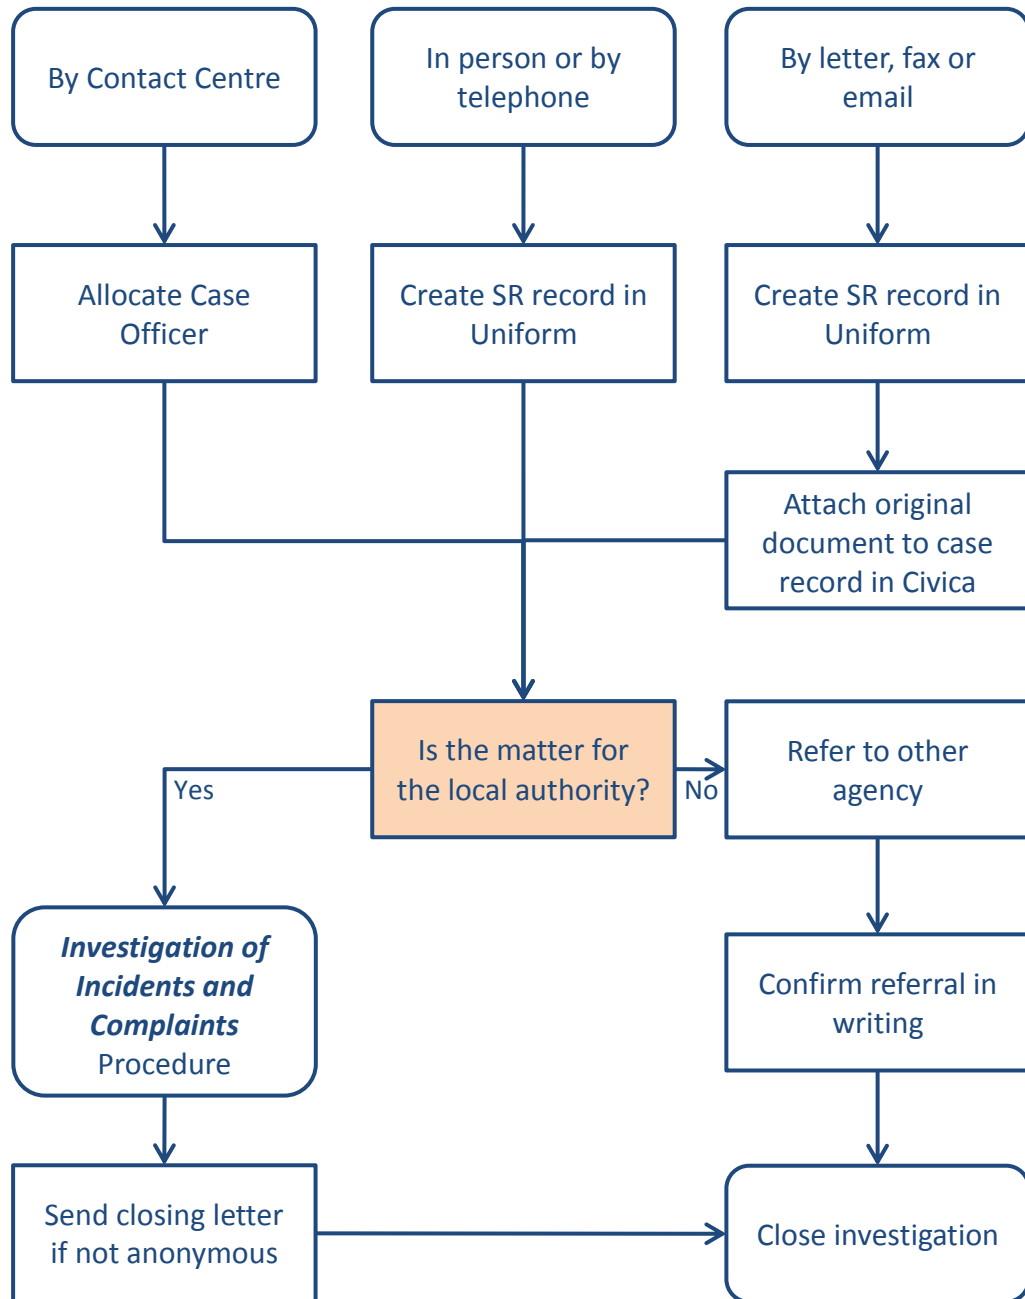 By Contact Centre
In person or by
telephone
By letter, fax or
email
Allocate Case
Officer
Create SR record in
Uniform
Create SR record in
Uniform
Attach original
document to case
record in Civica
Is the matter for
the local authority?
Yes
No
Refer to other
agency
Investigation of
Incidents and
Complaints
Procedure
Confirm referral in
writing
Send closing letter
if not anonymous
Close investigation